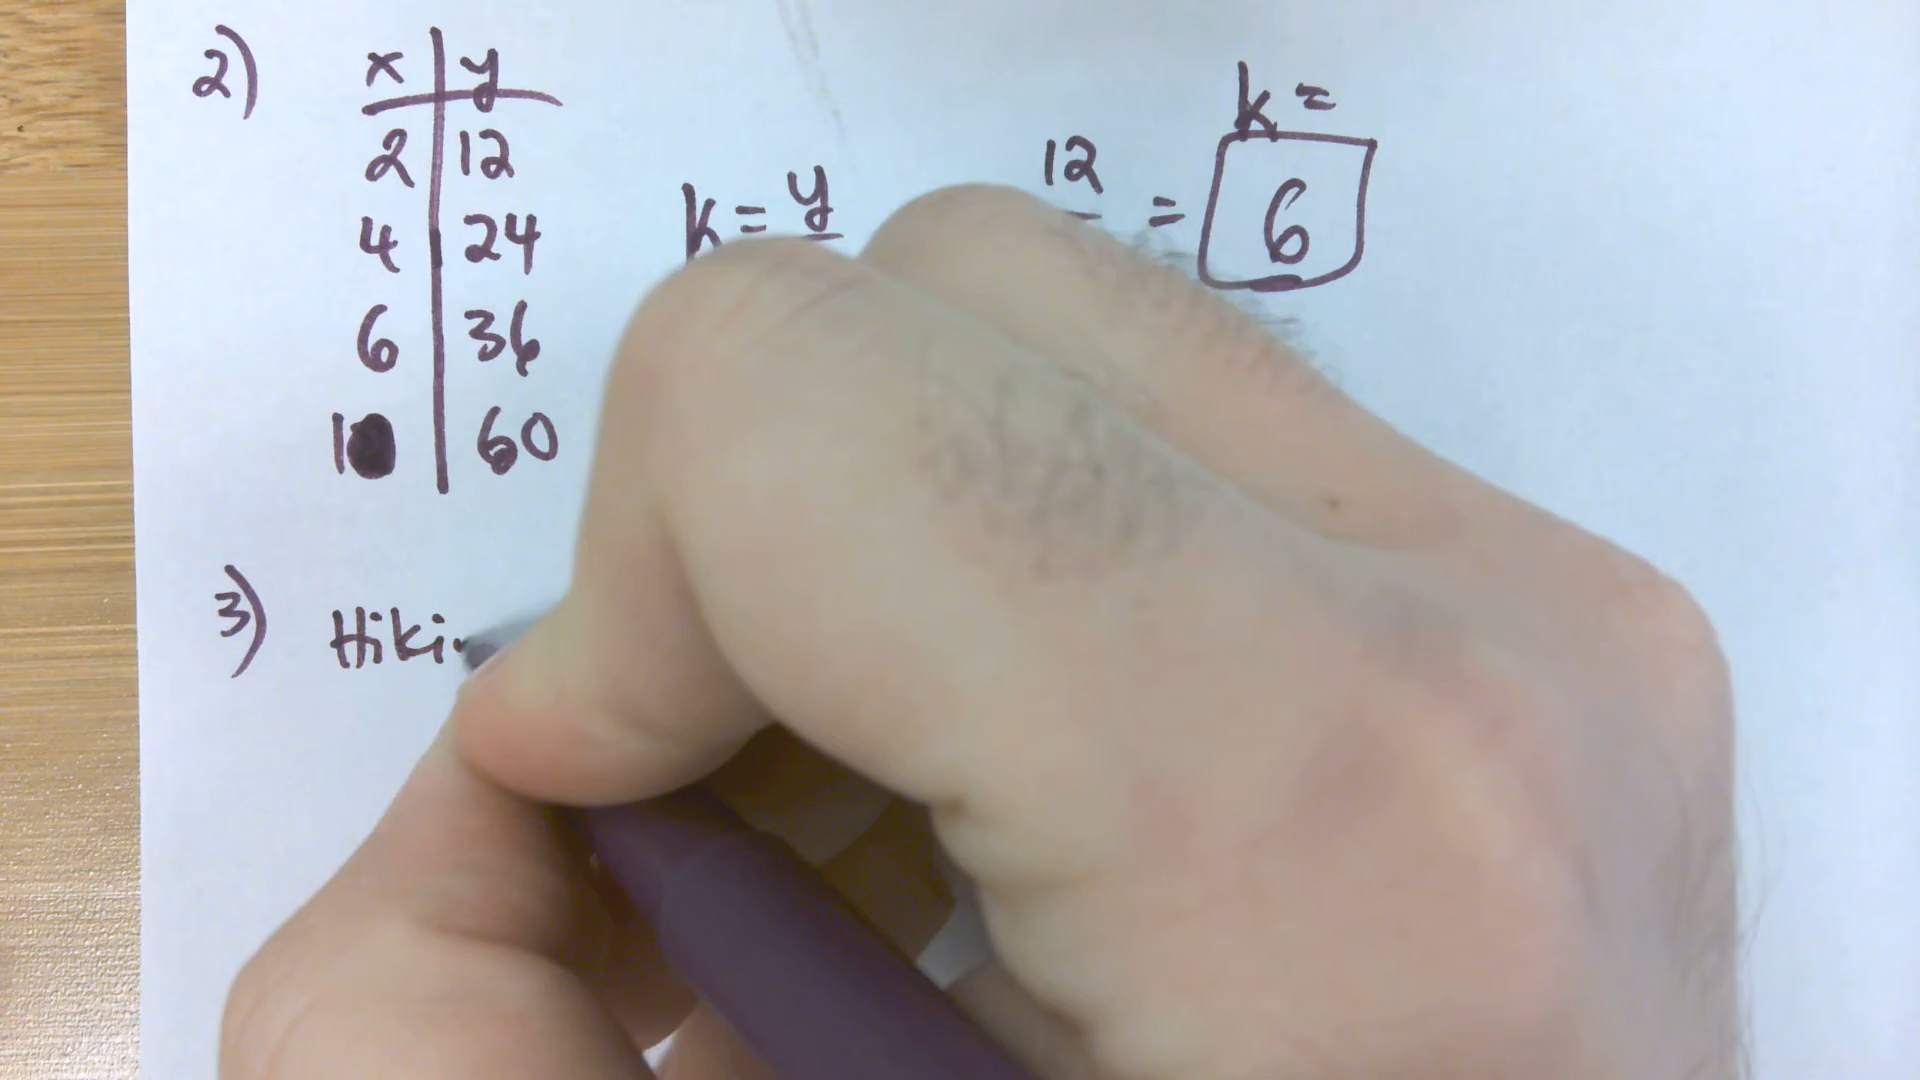 2)
x y
2 12
4 24
6 36
10 60
k = y
12
= 6
k =
3) Hiki